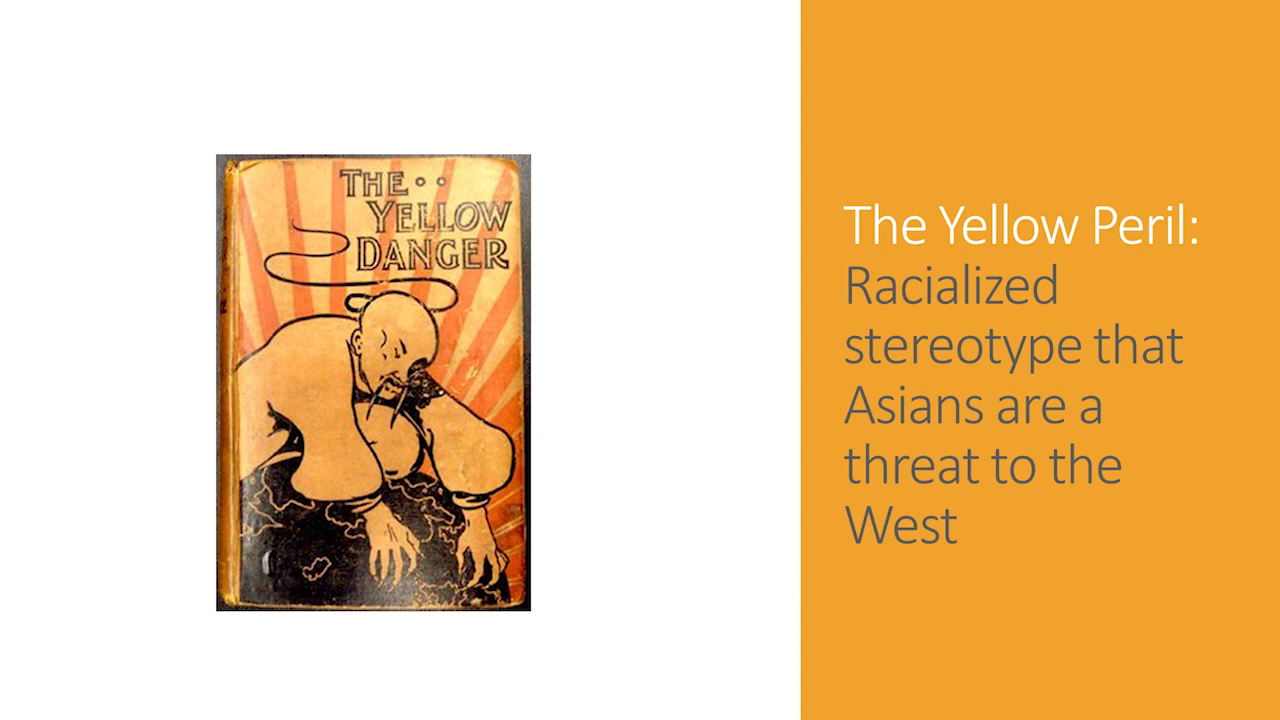 THE
YELLOW
DANGER
The Yellow Peril:
Racialized
stereotype that
Asians are a
threat to the
West